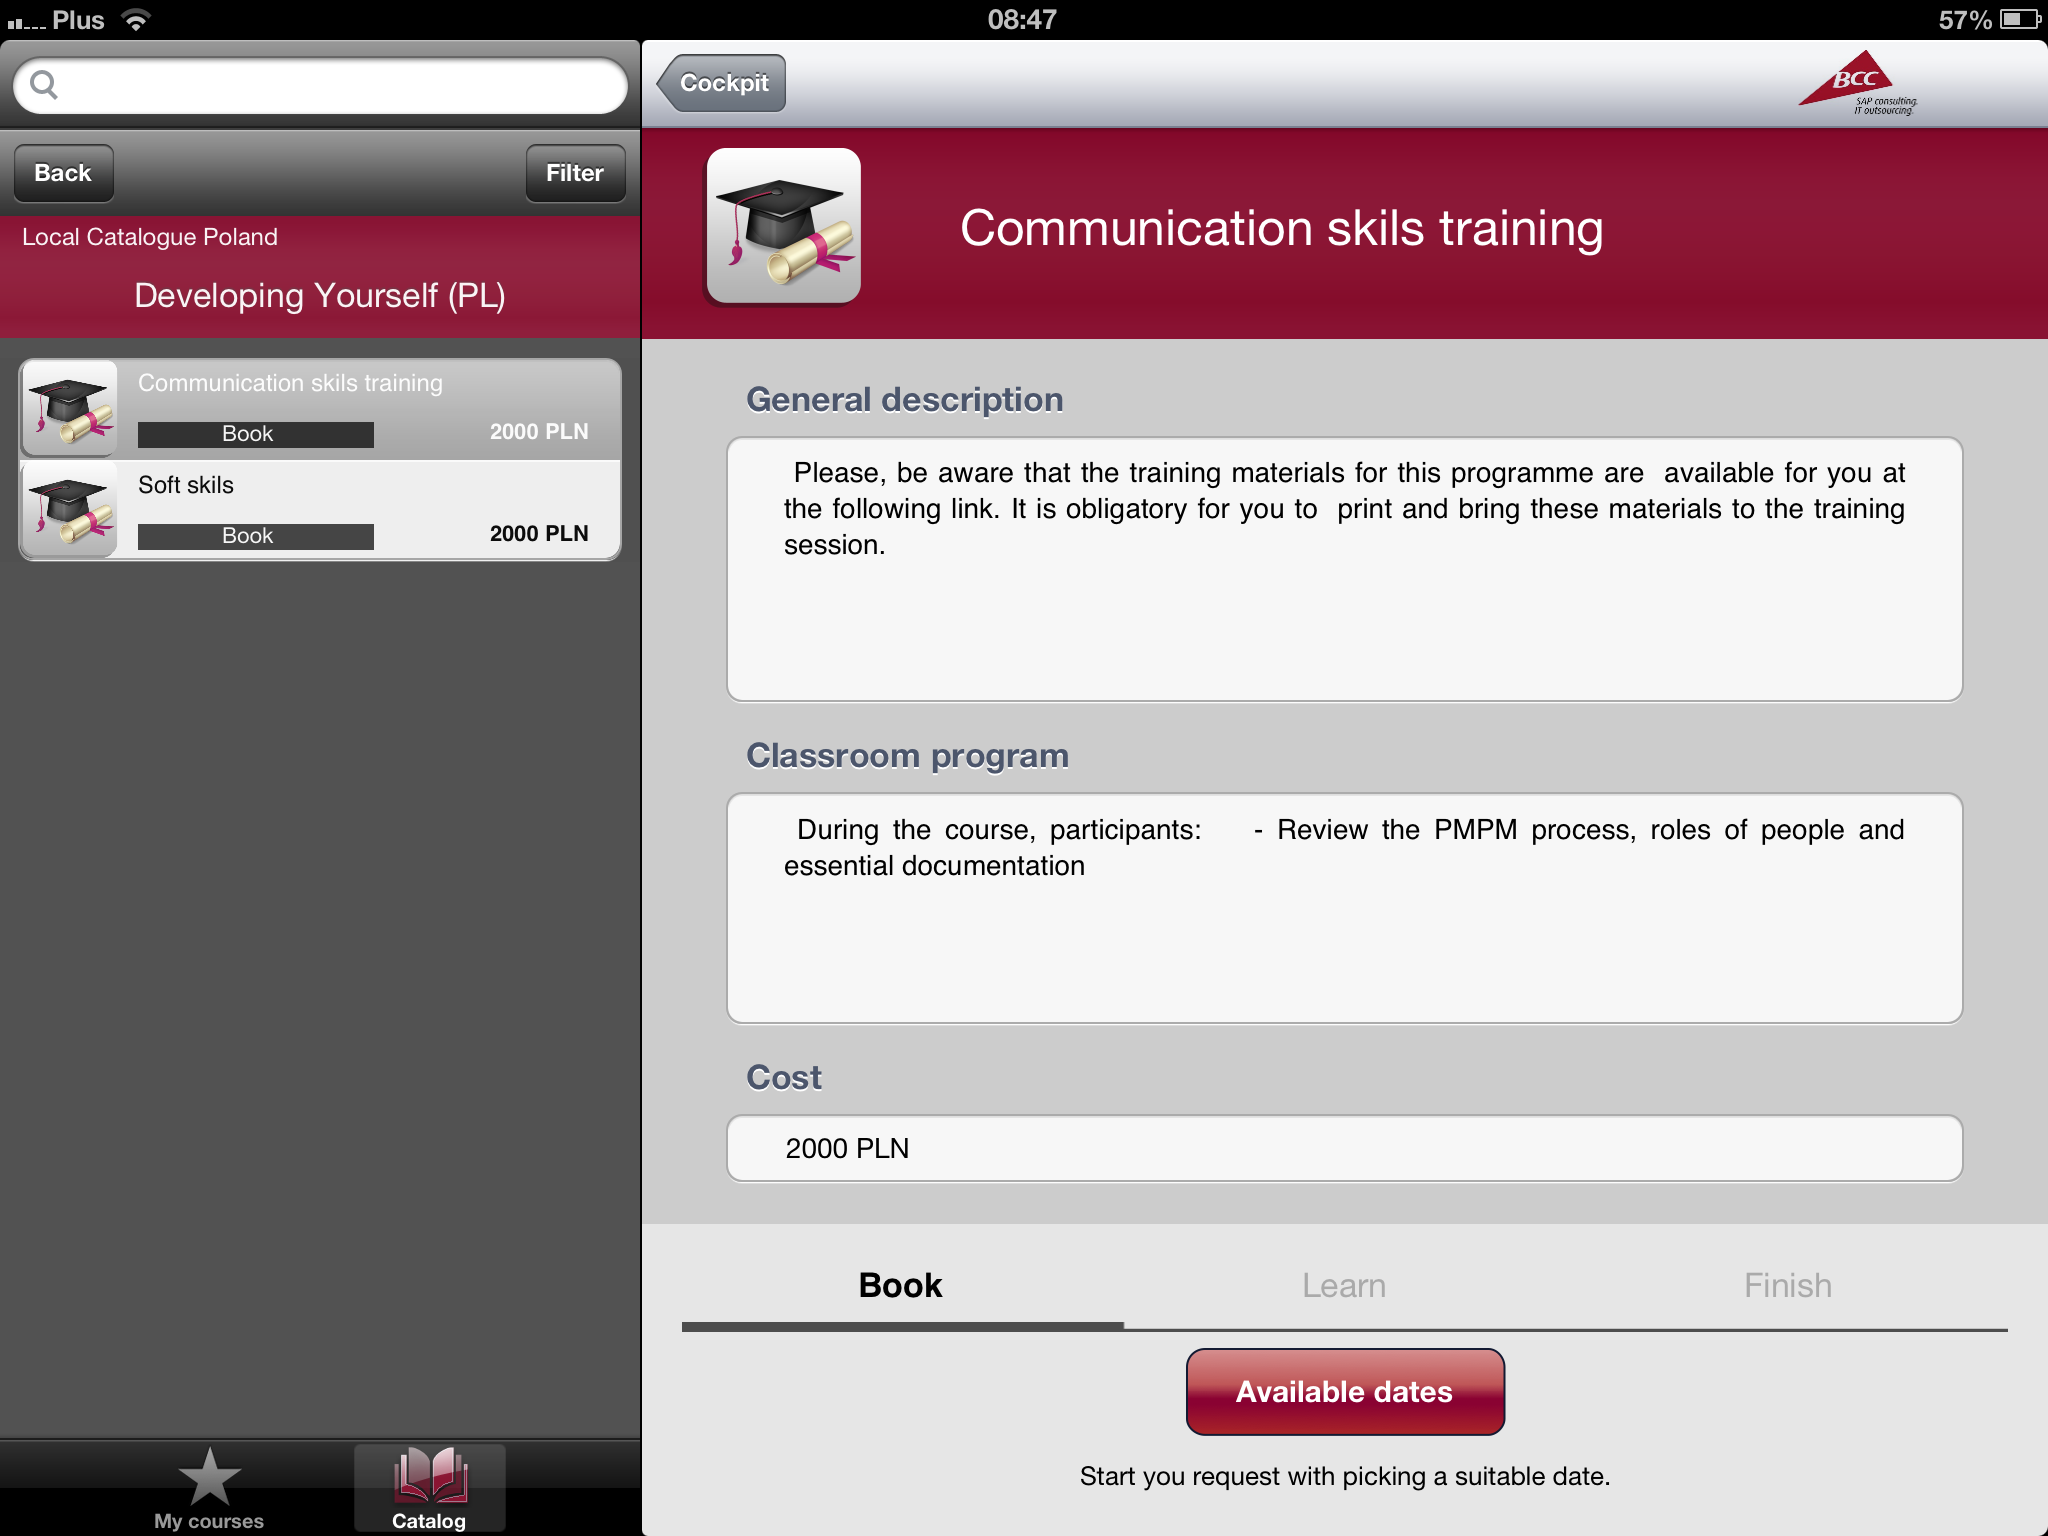 Plus
08:47
57%
Back
Filter
Local Catalogue Poland
Developing Yourself (PL)
Communication skils training
Book
2000 PLN
Soft skils
Book
2000 PLN
My courses
Catalog
Cockpit
BCC
SAP consulting.
IT outsourcing.
Communication skils training
General description
Please, be aware that the training materials for this programme are  available for you at
the following link. It is obligatory for you to  print and bring these materials to the training
session.
Classroom program
During the course, participants:    - Review the PMPM process, roles of people and
essential documentation
Cost
2000 PLN
Book
Learn
Finish
Available dates
Start you request with picking a suitable date.